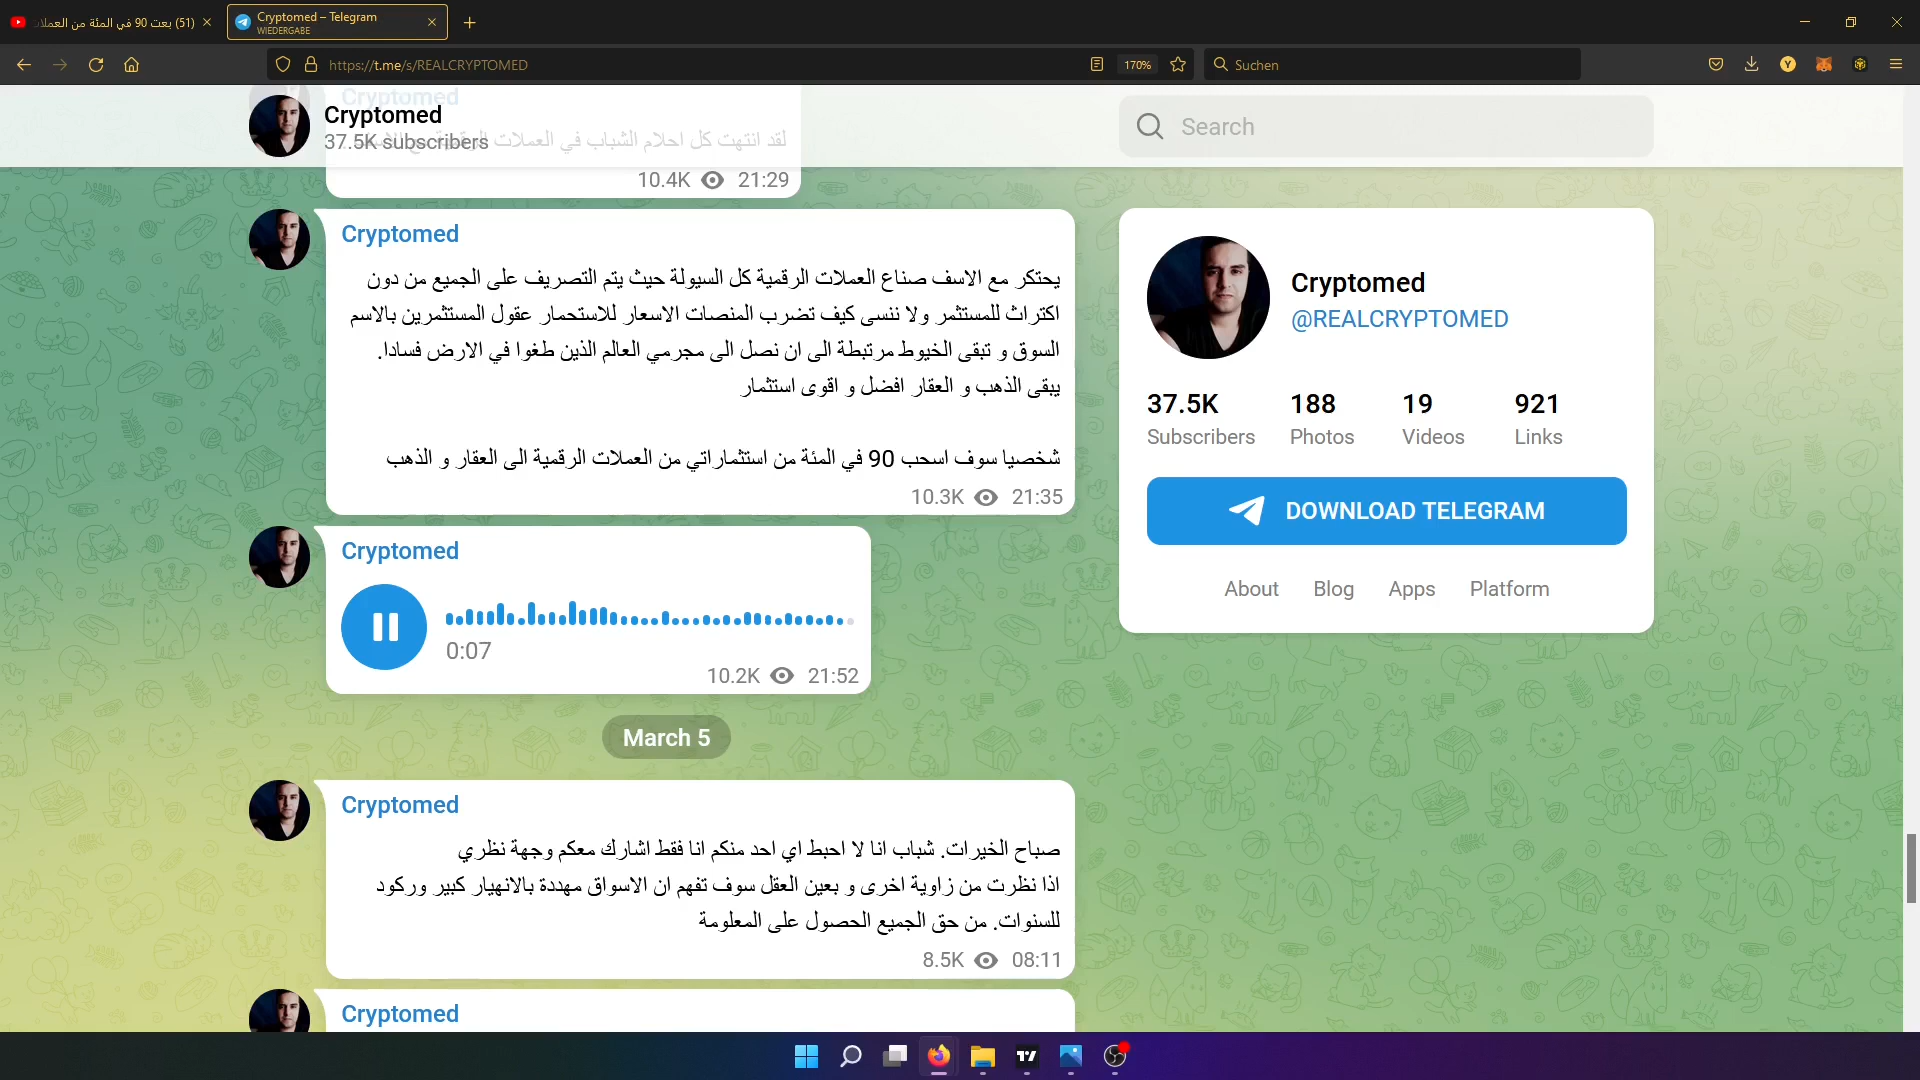 (51) بعت 90 في المئة من العملات
Cryptomed – Telegram
WIEDERGABE
https://t.me/s/REALCRYPTOMED
170%
Suchen
Cryptomed
Cryptomed
37.5K subscribers
لقد انتهت كل احلام الشباب في العملات الرقمية مع
Search
10.4K 21:29
Cryptomed
يحتكر مع الاسف صناع العملات الرقمية كل السيولة حيث يتم التصريف على الجميع من دون
اكتراث للمستثمر ولا ننسى كيف تضرب المنصات الاسعار للاستحمار عقول المستثمرين بالاسم
السوق و تبقى الخيوط مرتبطة الى ان نصل الى مجرمي العالم الذين طغوا في الارض فسادا.
يبقى الذهب و العقار افضل و اقوى استثمار
شخصيا سوف اسحب 90 في المئة من استثماراتي من العملات الرقمية الى العقار و الذهب
10.3K 21:35
Cryptomed
0:07
10.2K 21:52
March 5
Cryptomed
صباح الخيرات. شباب انا لا احبط اي احد منكم انا فقط اشارك معكم وجهة نظري
اذا نظرت من زاوية اخرى و بعين العقل سوف تفهم ان الاسواق مهددة بالانهيار كبير وركود
للسنوات. من حق الجميع الحصول على المعلومة
8.5K 08:11
Cryptomed
Cryptomed
@REALCRYPTOMED
37.5K 188 19 921
Subscribers Photos Videos Links
DOWNLOAD TELEGRAM
About Blog Apps Platform